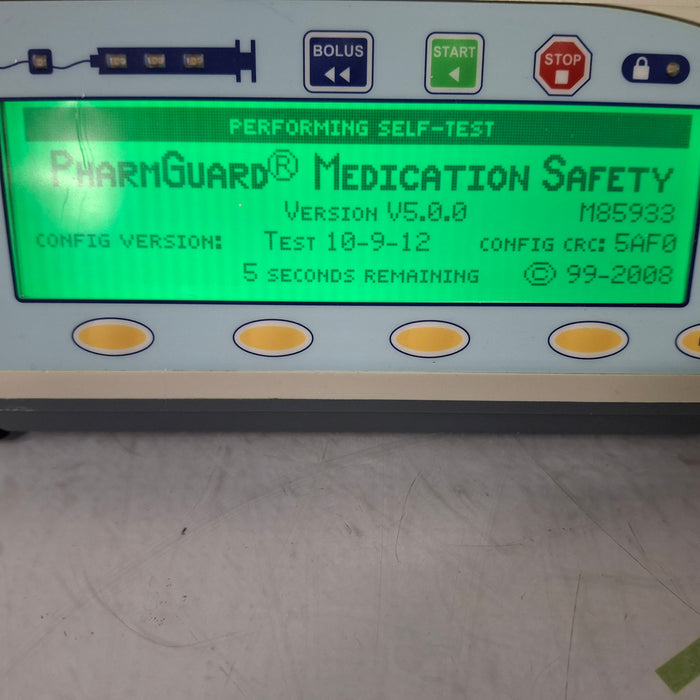 BOLUS
START
STOP
PERFORMING SELF-TEST
PHARMGUARD® MEDICATION SAFETY
VERSION V5.0.0 M85933
CONFIG VERSION: TEST 10-9-12 CONFIG CRC: 5AF0
5 SECONDS REMAINING © 99-2008